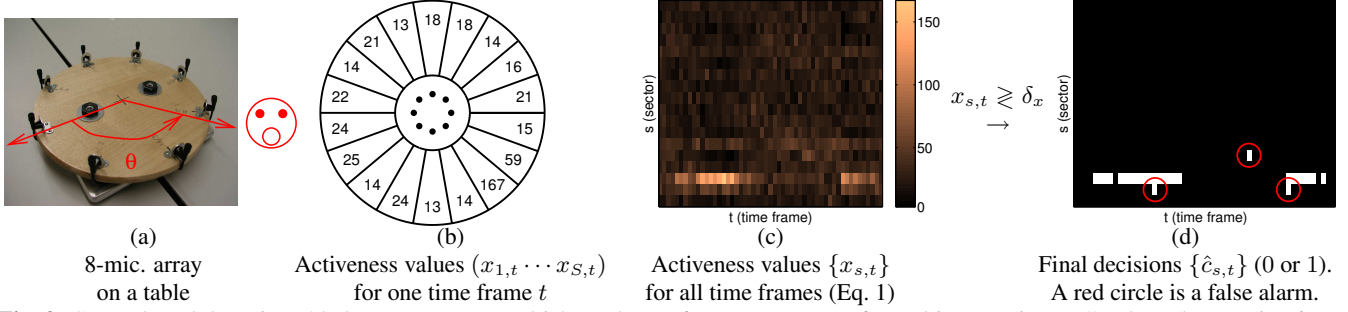 θ
13 18 18
21 14
14 16
22 21
24 15
25 59
14 167
24 13 14
s (sector)
150
100
50
0
t (time frame)
x_{s,t} ≷ δ_x
→
s (sector)
t (time frame)
(a)
8-mic. array
on a table
(b)
Activeness values (x_{1,t} ··· x_{S,t})
for one time frame t
(c)
Activeness values {x_{s,t}}
for all time frames (Eq. 1)
(d)
Final decisions {ĉ_{s,t}} (0 or 1).
A red circle is a false alarm.